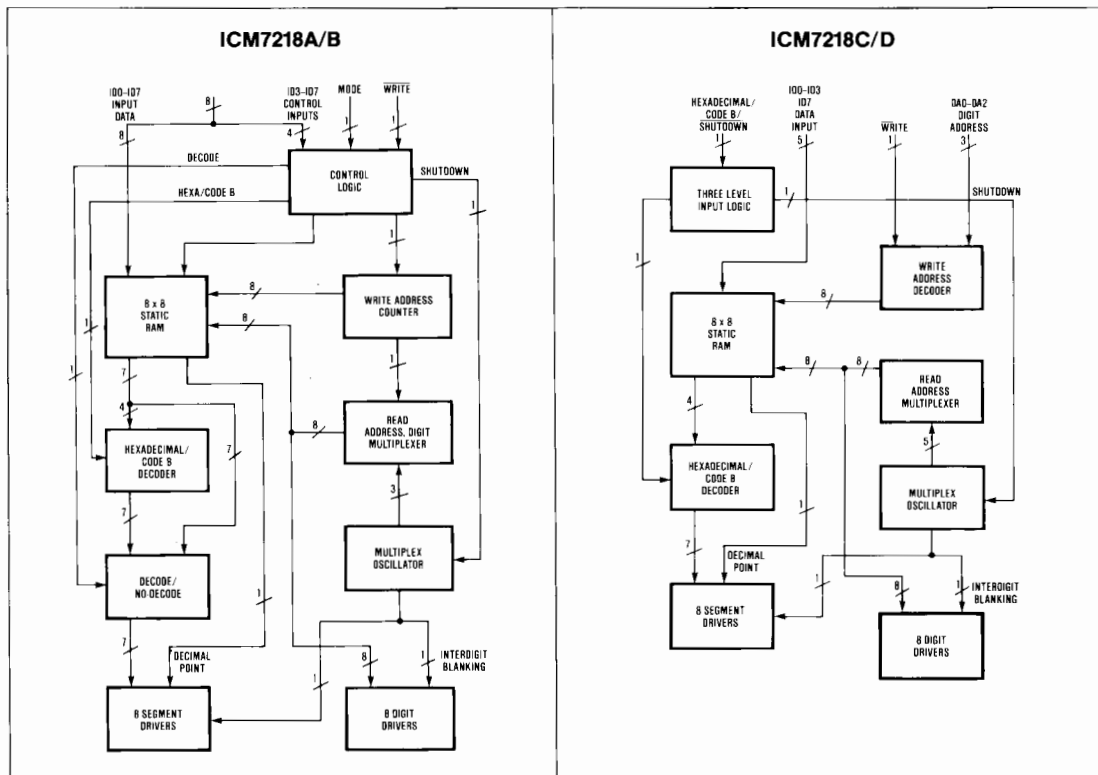 ICM7218A/B
ID0-ID7
INPUT
DATA
8
8
ID3-ID7
CONTROL
INPUTS
4
MODE
1
WRITE
1
DECODE
HEXA/CODE B
CONTROL
LOGIC
SHUTDOWN
1
1
8 x 8
STATIC
RAM
8
WRITE ADDRESS
COUNTER
8
1
1
1
7
4
7
HEXADECIMAL/
CODE B
DECODER
8
READ
ADDRESS, DIGIT
MULTIPLEXER
3
7
DECODE/
NO-DECODE
1
MULTIPLEX
OSCILLATOR
7
DECIMAL
POINT
1
8
1
INTERDIGIT
BLANKING
8 SEGMENT
DRIVERS
8 DIGIT
DRIVERS
ICM7218C/D
HEXADECIMAL/
CODE B/
SHUTDOWN
1
ID0-ID3
ID7
DATA
INPUT
5
WRITE
1
DA0-DA2
DIGIT
ADDRESS
3
THREE LEVEL
INPUT LOGIC
1
SHUTDOWN
1
WRITE
ADDRESS
DECODER
8
8 x 8
STATIC
RAM
8
8
READ
ADDRESS
MULTIPLEXER
4
5
HEXADECIMAL/
CODE B
DECODER
1
MULTIPLEX
OSCILLATOR
7
DECIMAL
POINT
1
8
1
INTERDIGIT
BLANKING
8 SEGMENT
DRIVERS
8 DIGIT
DRIVERS